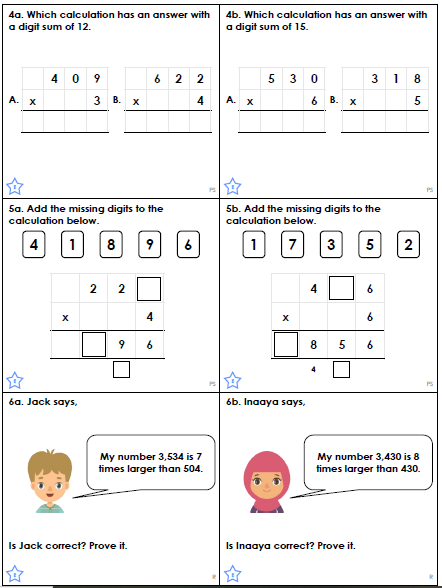 4a. Which calculation has an answer with
a digit sum of 12.
4 0 9
A. x 3
6 2 2
B. x 4
PS
4b. Which calculation has an answer with
a digit sum of 15.
5 3 0
A. x 6
3 1 8
B. x 5
PS
5a. Add the missing digits to the
calculation below.
4 1 8 9 6
2 2
x 4
9 6
PS
5b. Add the missing digits to the
calculation below.
1 7 3 5 2
4 6
x 6
8 5 6
4
PS
6a. Jack says,
My number 3,534 is 7
times larger than 504.
Is Jack correct? Prove it.
R
6b. Inaaya says,
My number 3,430 is 8
times larger than 430.
Is Inaaya correct? Prove it.
R